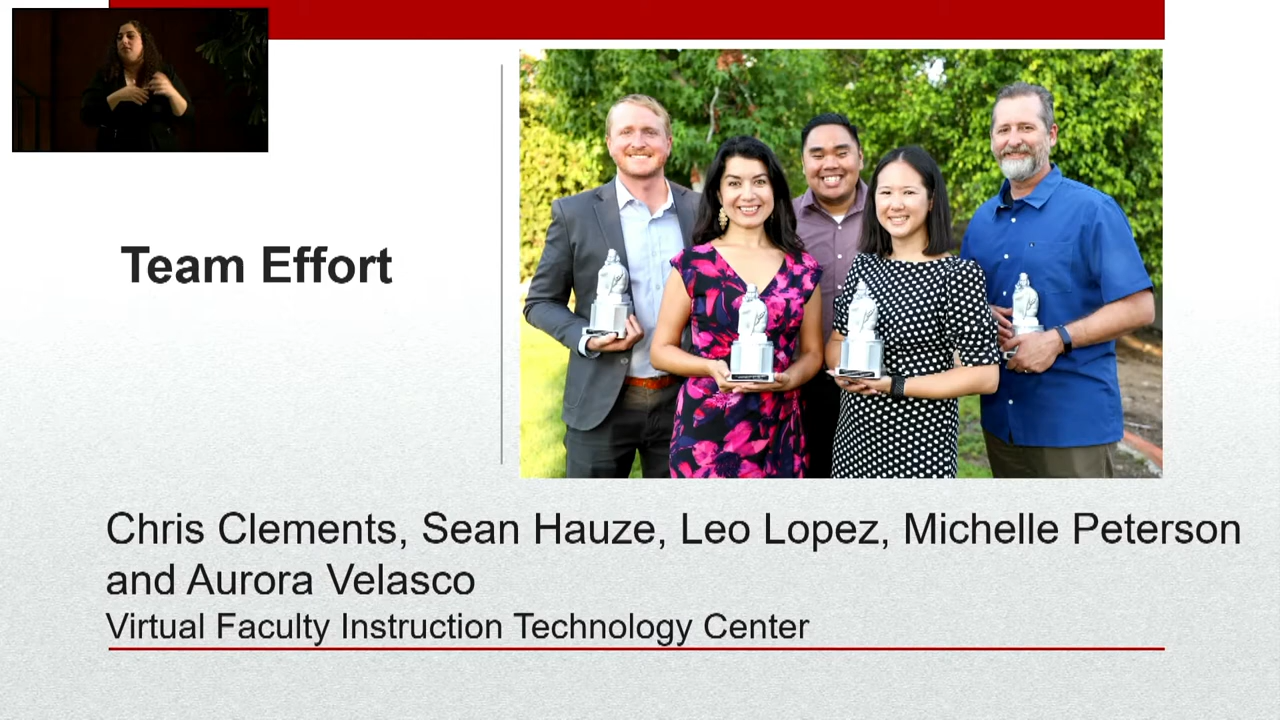 Team Effort
Chris Clements, Sean Hauze, Leo Lopez, Michelle Peterson
and Aurora Velasco
Virtual Faculty Instruction Technology Center